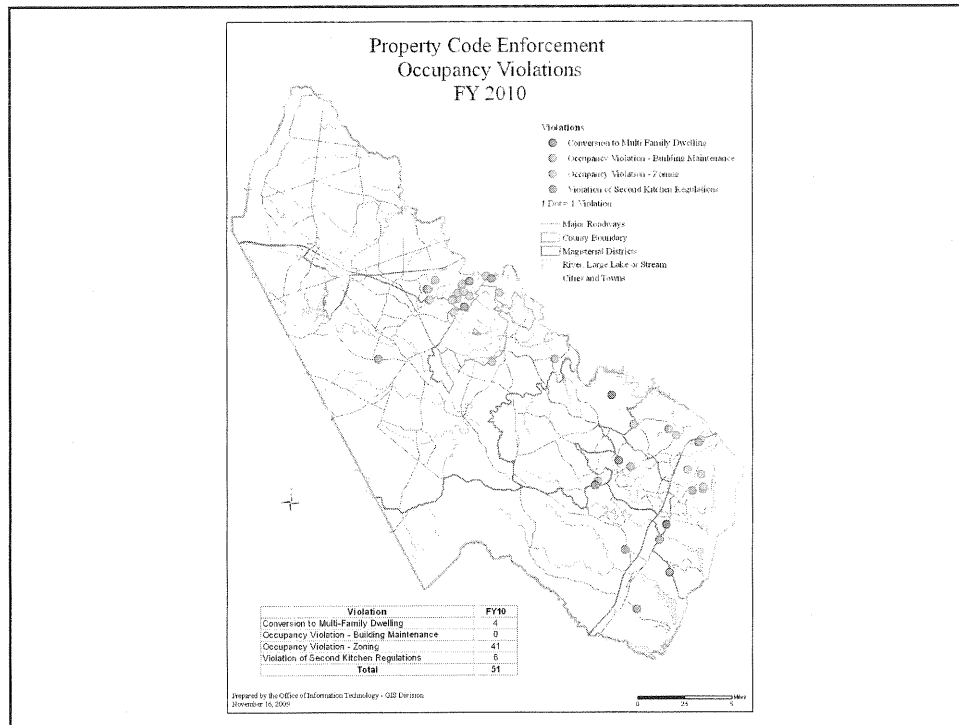 Property Code Enforcement
Occupancy Violations
FY 2010
Violations
Conversion to Multi Family Dwelling
Occupancy Violation - Building Maintenance
Occupancy Violation - Zoning
Violation of Second Kitchen Regulations
1 Dot = 1 Violation
Major Roadways
County Boundary
Magisterial Districts
River, Large Lake or Stream
Cities and Towns
Violation FY10
Conversion to Multi-Family Dwelling 4
Occupancy Violation - Building Maintenance 0
Occupancy Violation - Zoning 41
Violation of Second Kitchen Regulations 6
Total 51
Prepared by the Office of Information Technology - GIS Division
November 16, 2009
Miles
0 2.5 5